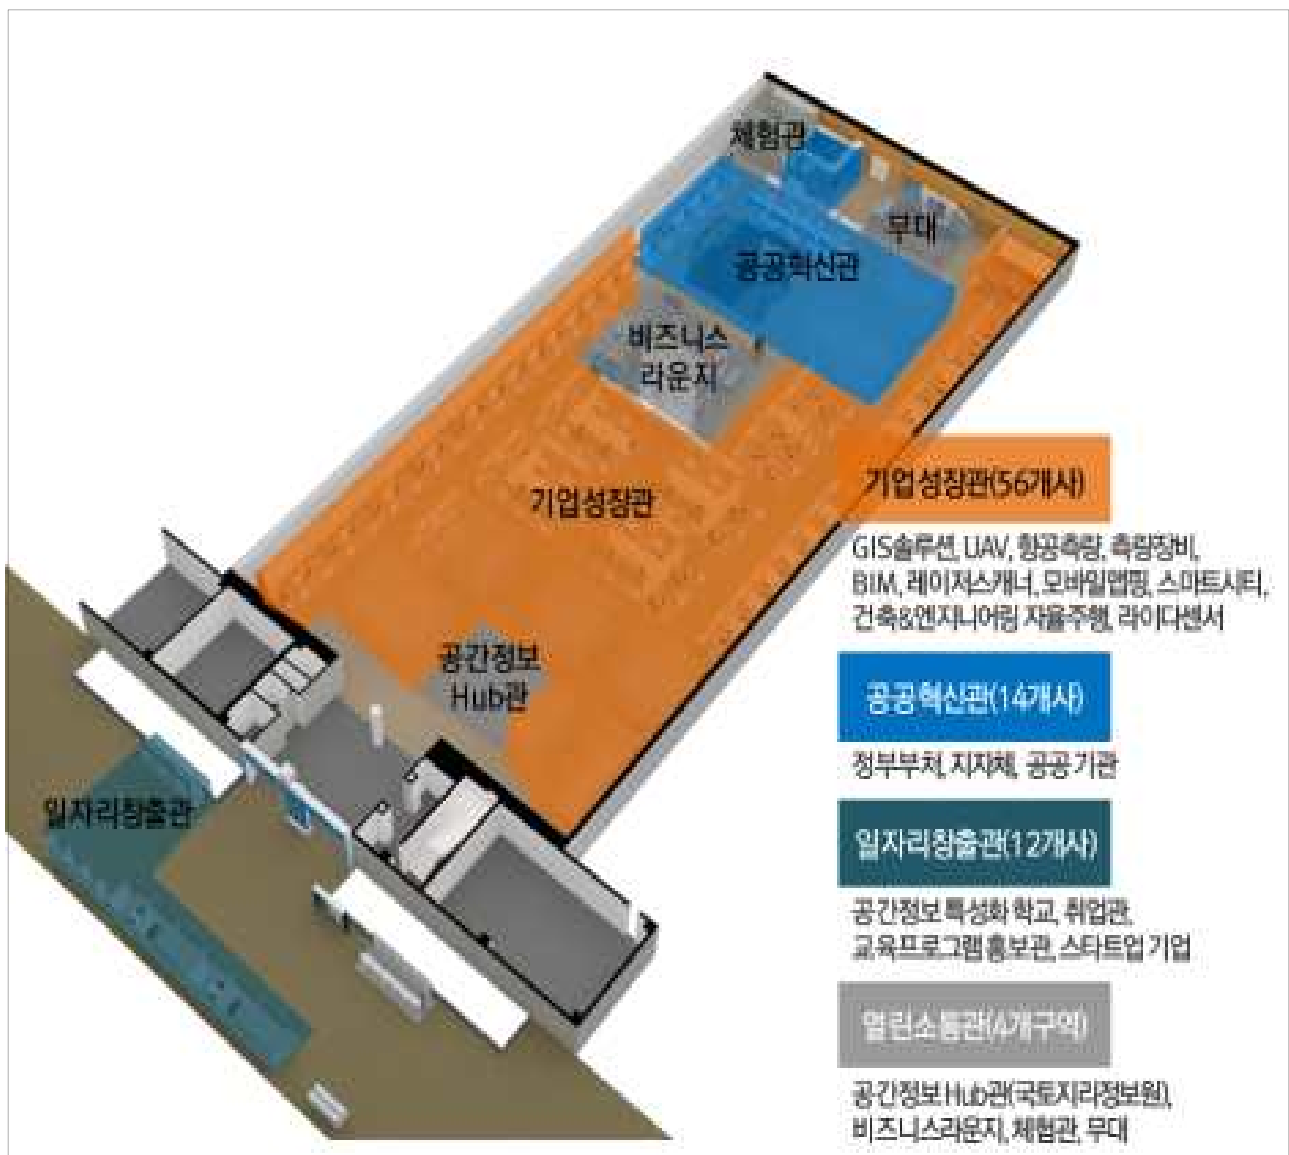 체험관
무대
공공혁신관
비즈니스
라운지
기업성장관
공간정보
Hub관
일자리창출관
기업성장관(56개사)
GIS솔루션, UAV, 항공측량, 측량장비,
BIM, 레이저스캐너, 모바일맵핑, 스마트시티,
건축&엔지니어링 자율주행, 라이다센서
공공혁신관(14개사)
정부부처, 지자체, 공공 기관
일자리창출관(12개사)
공간정보 특성화 학교, 취업관,
교육프로그램 홍보관, 스타트업 기업
열린소통관(4개구역)
공간정보 Hub관(국토지리정보원),
비즈니스라운지, 체험관, 무대